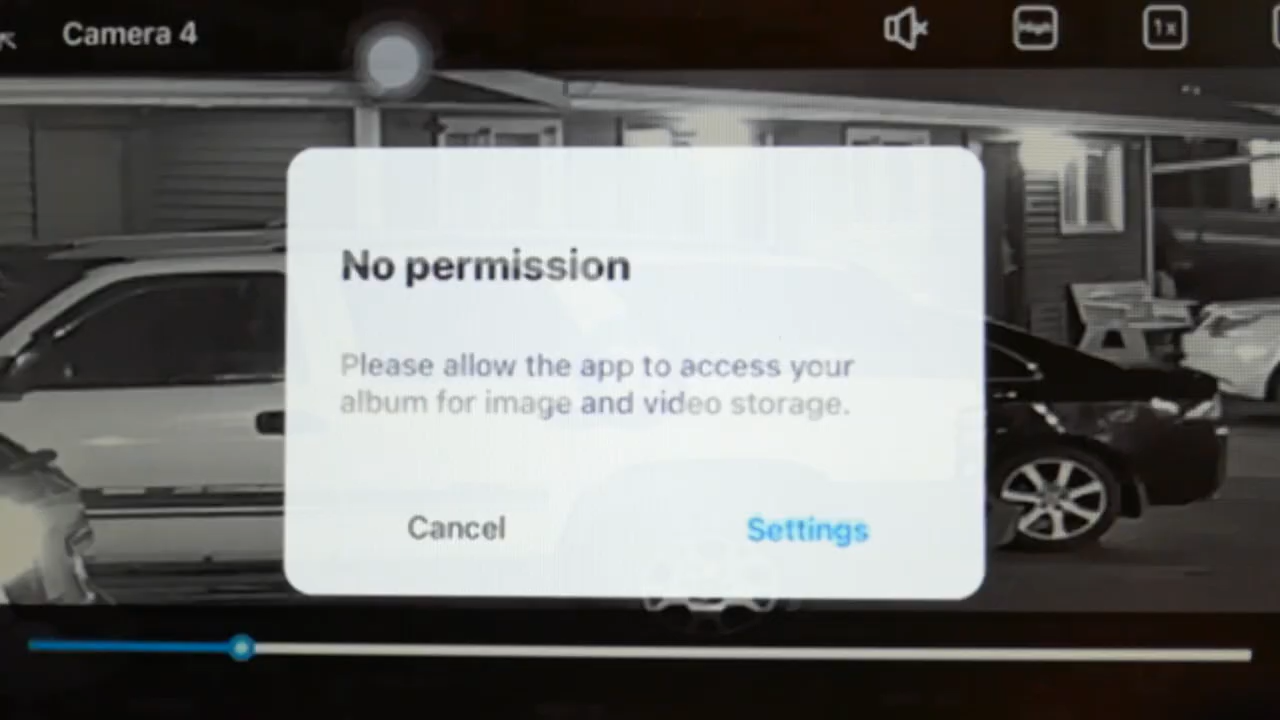 Camera 4
High
1x
No permission
Please allow the app to access your
album for image and video storage.
Cancel
Settings